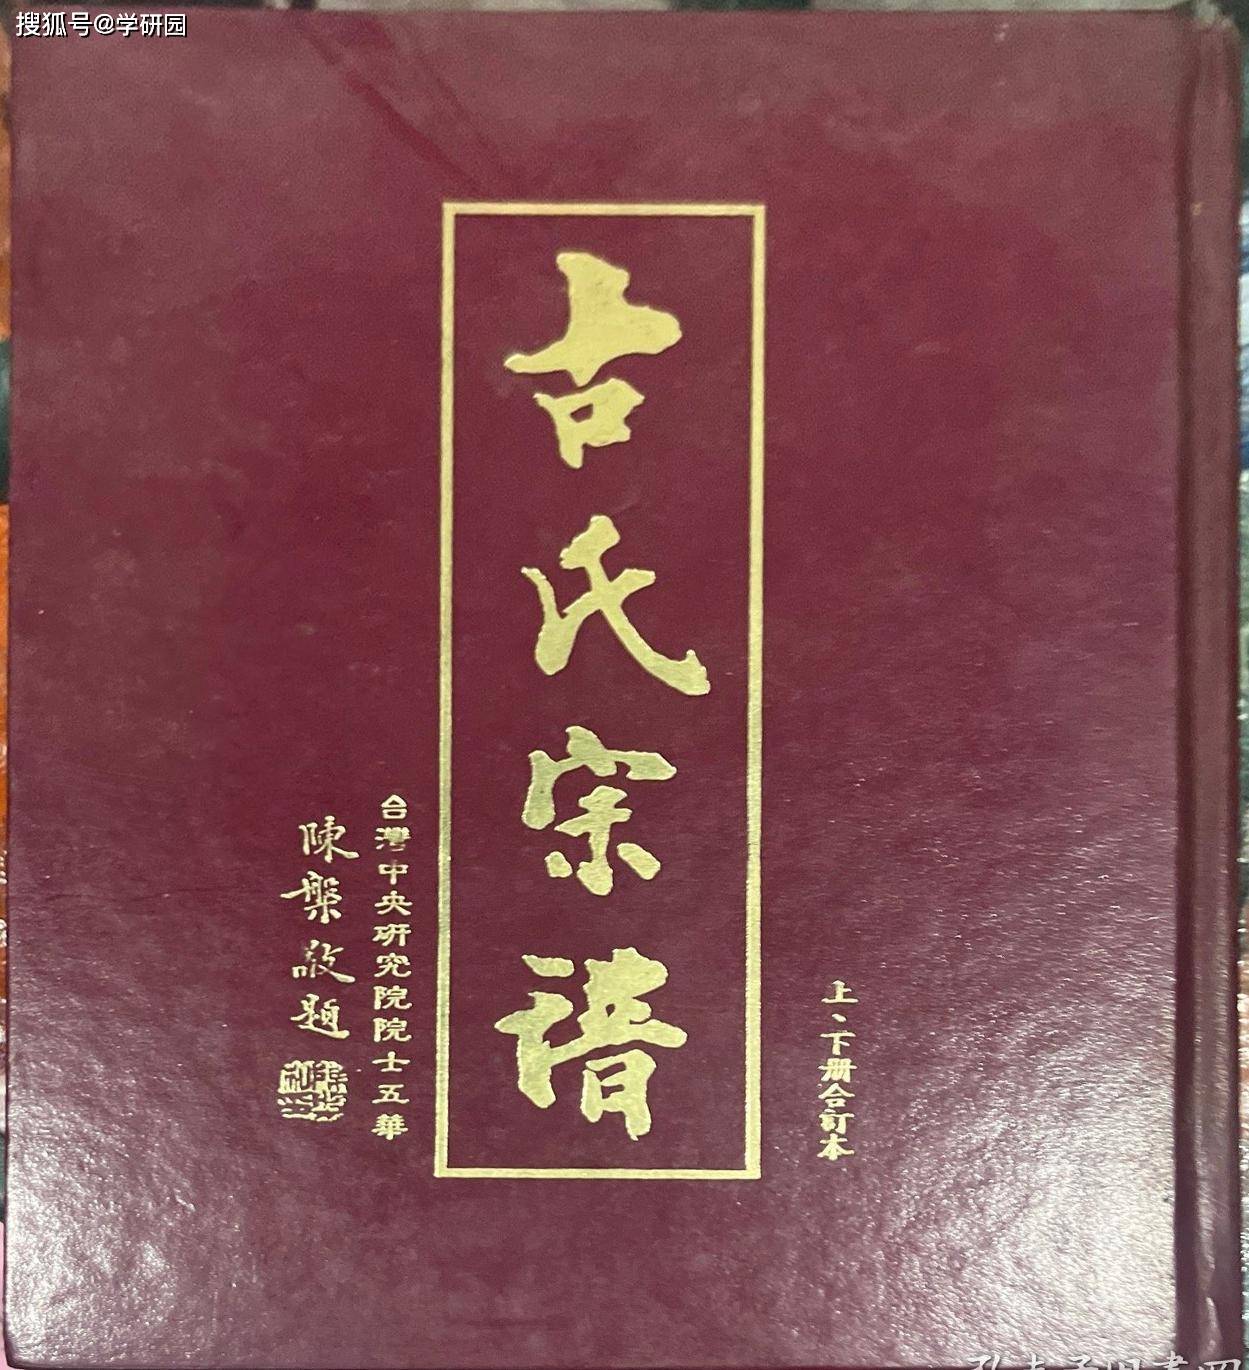 搜狐号@学研园
吉氏宗譜
上、下册合訂本
台灣中央研究院院士五華
陳槃敬題